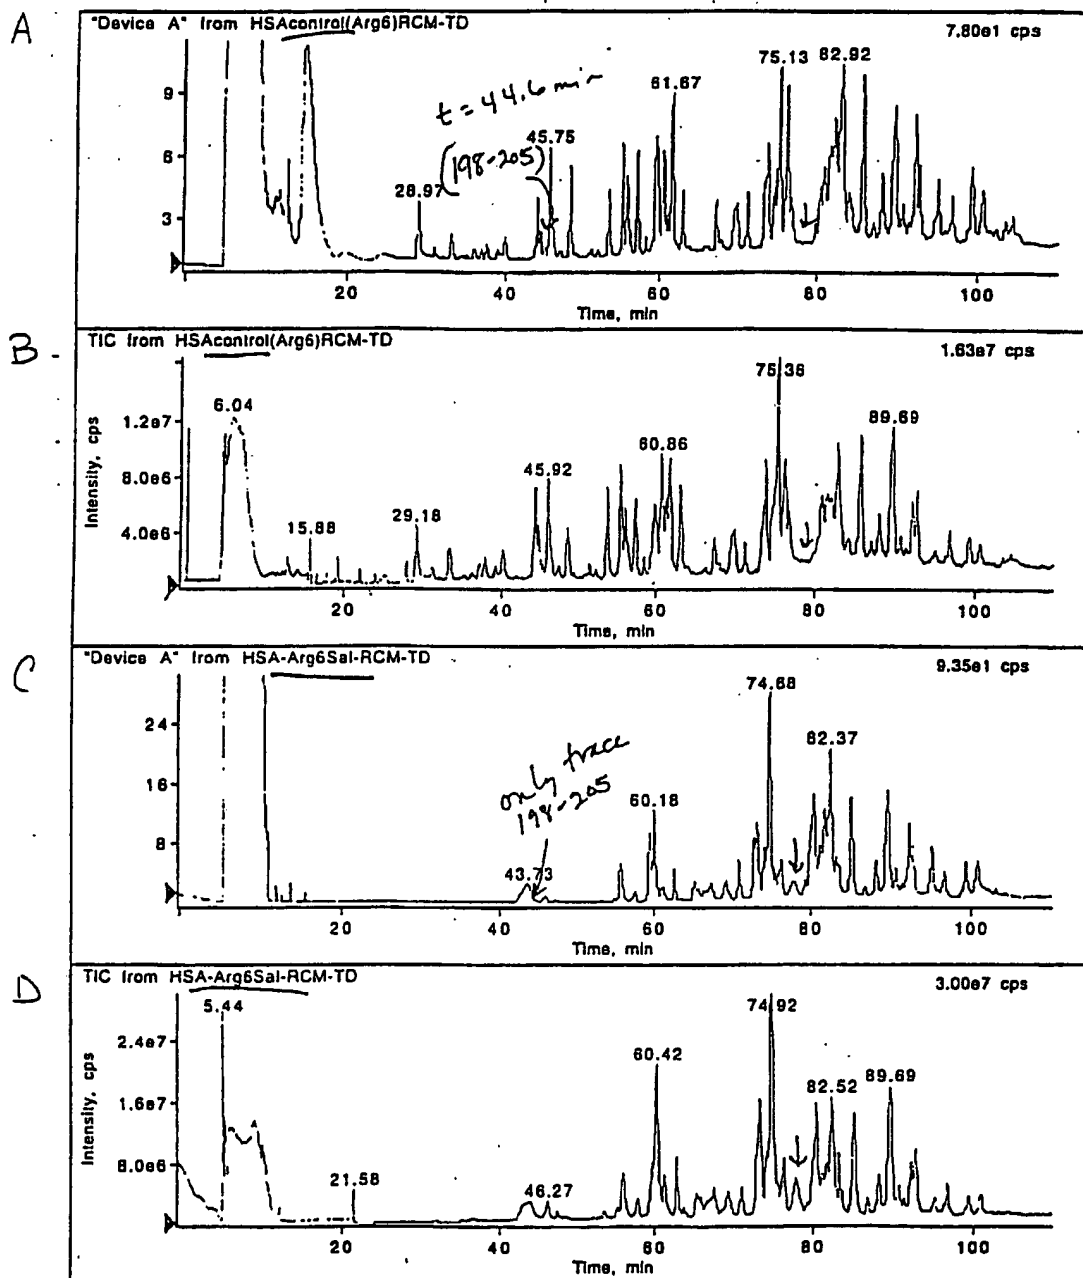 A
"Device A" from HSAcontrol(Arg6)RCM-TD
7.80e1 cps
t = 44.6 min
(198-205)
28.97
45.75
61.67
75.13
82.92
9
6
3
20
40
60
80
100
Time, min
B
TIC from HSAcontrol(Arg6)RCM-TD
1.63e7 cps
Intensity, cps
1.2e7
8.0e6
4.0e6
6.04
15.88
29.18
45.92
60.86
75.38
89.69
20
40
60
80
100
Time, min
C
"Device A" from HSA-Arg6Sal-RCM-TD
9.35e1 cps
only trace
198-205
24
16
8
43.73
60.18
74.68
82.37
20
40
60
80
100
Time, min
D
TIC from HSA-Arg6Sal-RCM-TD
3.00e7 cps
Intensity, cps
2.4e7
1.6e7
8.0e6
5.44
21.58
46.27
60.42
74.92
82.52
89.69
20
40
60
80
100
Time, min